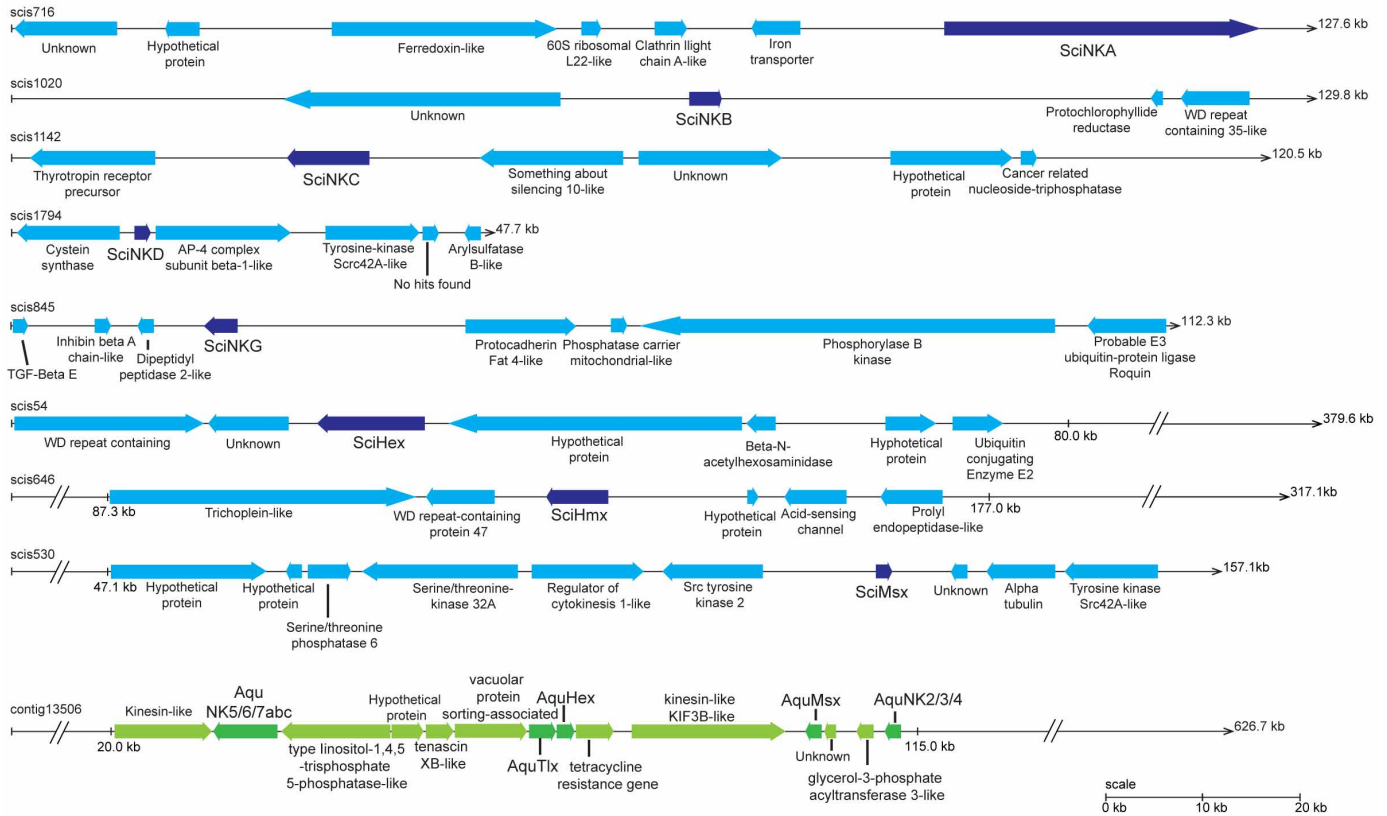 scis716
127.6 kb
Unknown
Hypothetical
protein
Ferredoxin-like
60S ribosomal
L22-like
Clathrin llight
chain A-like
Iron
transporter
SciNKA
scis1020
129.8 kb
Unknown
SciNKB
Protochlorophyllide
reductase
WD repeat
containing 35-like
scis1142
120.5 kb
Thyrotropin receptor
precursor
SciNKC
Something about
silencing 10-like
Unknown
Hypothetical
protein
Cancer related
nucleoside-triphosphatase
scis1794
47.7 kb
Cystein
synthase
SciNKD
AP-4 complex
subunit beta-1-like
Tyrosine-kinase
Scrc42A-like
No hits found
Arylsulfatase
B-like
scis845
112.3 kb
TGF-Beta E
Inhibin beta A
chain-like
Dipeptidyl
peptidase 2-like
SciNKG
Protocadherin
Fat 4-like
Phosphatase carrier
mitochondrial-like
Phosphorylase B
kinase
Probable E3
ubiquitin-protein ligase
Roquin
scis54
379.6 kb
WD repeat containing
Unknown
SciHex
Hypothetical
protein
Beta-N-
acetylhexosaminidase
Hyphotetical
protein
Ubiquitin
conjugating
Enzyme E2
80.0 kb
scis646
317.1kb
87.3 kb
Trichoplein-like
WD repeat-containing
protein 47
SciHmx
Hypothetical
protein
Acid-sensing
channel
Prolyl
endopeptidase-like
177.0 kb
scis530
157.1kb
47.1 kb
Hypothetical
protein
Hypothetical
protein
Serine/threonine
phosphatase 6
Serine/threonine-
kinase 32A
Regulator of
cytokinesis 1-like
Src tyrosine
kinase 2
SciMsx
Unknown
Alpha
tubulin
Tyrosine kinase
Src42A-like
contig13506
626.7 kb
20.0 kb
Kinesin-like
Aqu
NK5/6/7abc
type Iinositol-1,4,5
-trisphosphate
5-phosphatase-like
Hypothetical
protein
tenascin
XB-like
vacuolar
protein
sorting-associated
AquTlx
AquHex
tetracycline
resistance gene
kinesin-like
KIF3B-like
AquMsx
Unknown
glycerol-3-phosphate
acyltransferase 3-like
AquNK2/3/4
115.0 kb
scale
0 kb
10 kb
20 kb